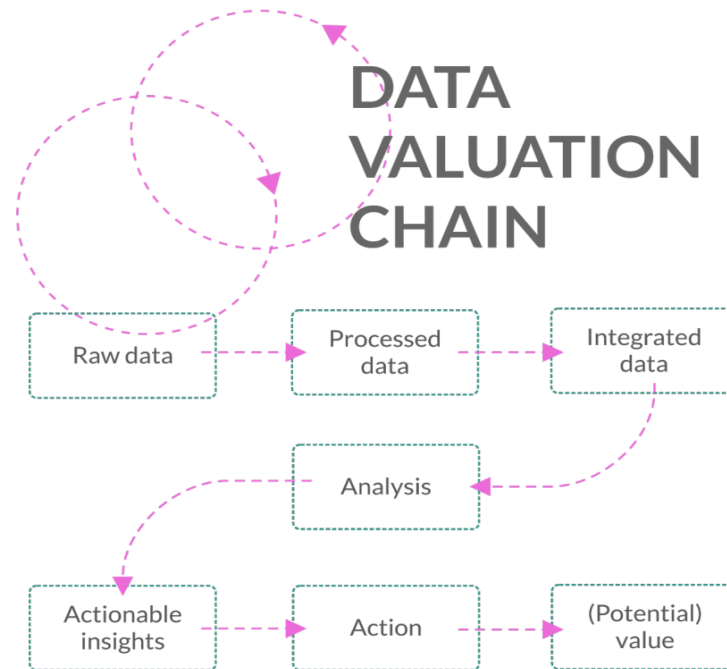 DATA
VALUATION
CHAIN
Raw data
Processed
data
Integrated
data
Analysis
Actionable
insights
Action
(Potential)
value